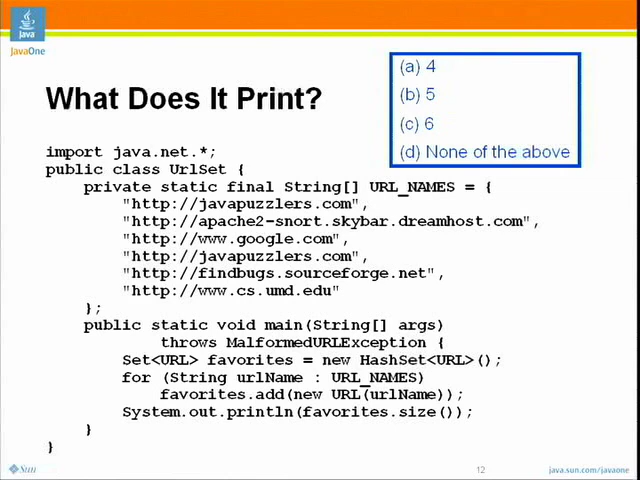 Java
JavaOne
(a) 4
(b) 5
(c) 6
(d) None of the above
What Does It Print?
import java.net.*;
public class UrlSet {
    private static final String[] URL_NAMES = {
        "http://javapuzzlers.com",
        "http://apache2-snort.skybar.dreamhost.com",
        "http://www.google.com",
        "http://javapuzzlers.com",
        "http://findbugs.sourceforge.net",
        "http://www.cs.umd.edu"
    };
    public static void main(String[] args)
            throws MalformedURLException {
        Set<URL> favorites = new HashSet<URL>();
        for (String urlName : URL_NAMES)
            favorites.add(new URL(urlName));
        System.out.println(favorites.size());
    }
}
Sun
12
java.sun.com/javaone